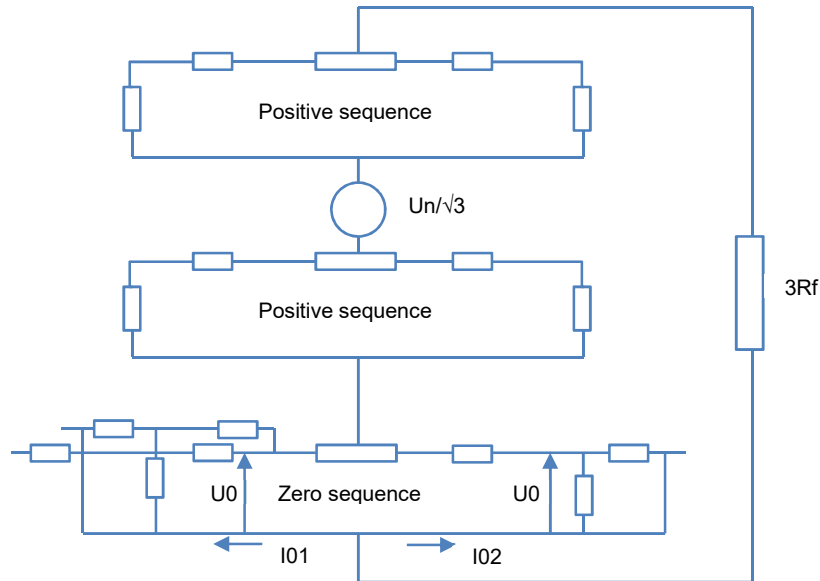 Positive sequence
Un/√3
Positive sequence
3Rf
U0
Zero sequence
U0
I01
I02